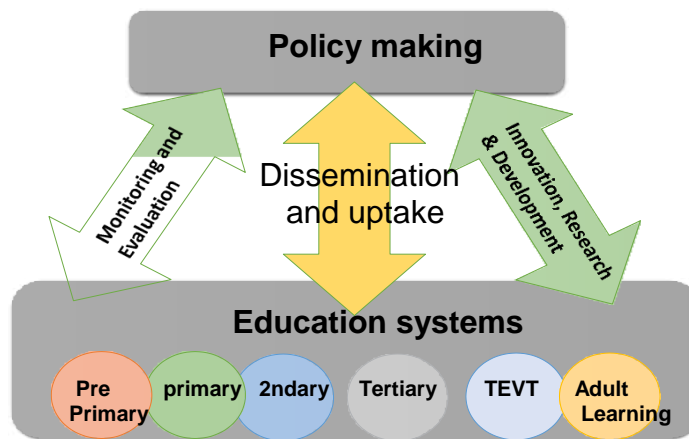 Policy making
Monitoring and
Evaluation
Dissemination
and uptake
Innovation, Research
& Development
Education systems
Pre
Primary
primary
2ndary
Tertiary
TEVT
Adult
Learning